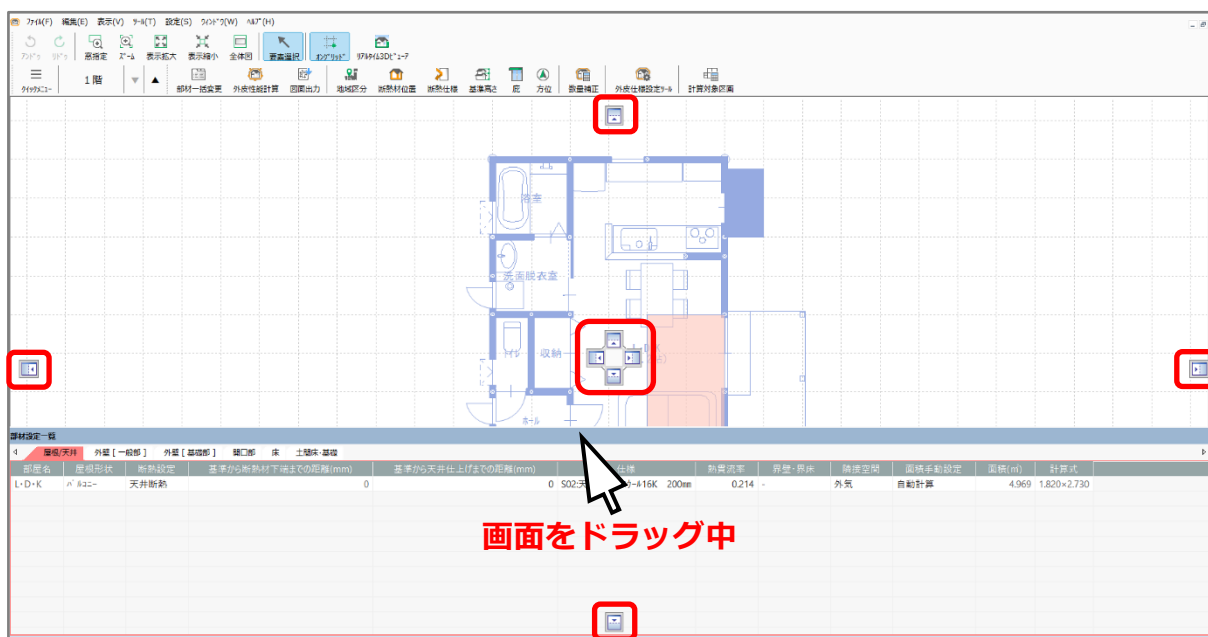 ファイル(F) 編集(E) 表示(V) ツール(T) 設定(S) ウィンドウ(W) ヘルプ(H)
アンドゥ リドゥ 窓指定 ズーム 表示拡大 表示縮小 全体図 要素選択 オングリッド リアルタイム3Dビューア
クイックメニュー 1階 ▼ ▲ 部材一括変更 外皮性能計算 図面出力 地域区分 断熱材位置 断熱仕様 基準高さ 庇 方位 数量補正 外皮仕様設定ツール 計算対象区画
浴室
洗面脱衣室
トイレ 収納
ホール
部材設定一覧
屋根/天井 外壁 [ 一般部 ] 外壁 [ 基礎部 ] 開口部 床 土間床・基礎
部屋名 屋根形状 断熱設定 基準から断熱材下端までの距離(mm) 基準から天井仕上げまでの距離(mm) 仕様 熱貫流率 界壁・界床 隣接空間 面積手動設定 面積(㎡) 計算式
L・D・K バルコニー 天井断熱 0 0 S02:天 ウール16K 200mm 0.214 - 外気 自動計算 4.969 1.820×2.730
画面をドラッグ中